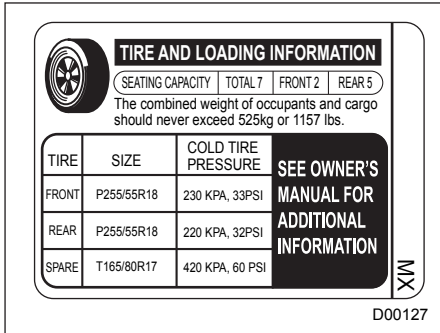 TIRE AND LOADING INFORMATION
SEATING CAPACITY TOTAL 7 FRONT 2 REAR 5
The combined weight of occupants and cargo
should never exceed 525kg or 1157 lbs.
TIRE SIZE COLD TIRE PRESSURE
FRONT P255/55R18 230 KPA, 33PSI
REAR P255/55R18 220 KPA, 32PSI
SPARE T165/80R17 420 KPA, 60 PSI
SEE OWNER'S
MANUAL FOR
ADDITIONAL
INFORMATION
MX
D00127